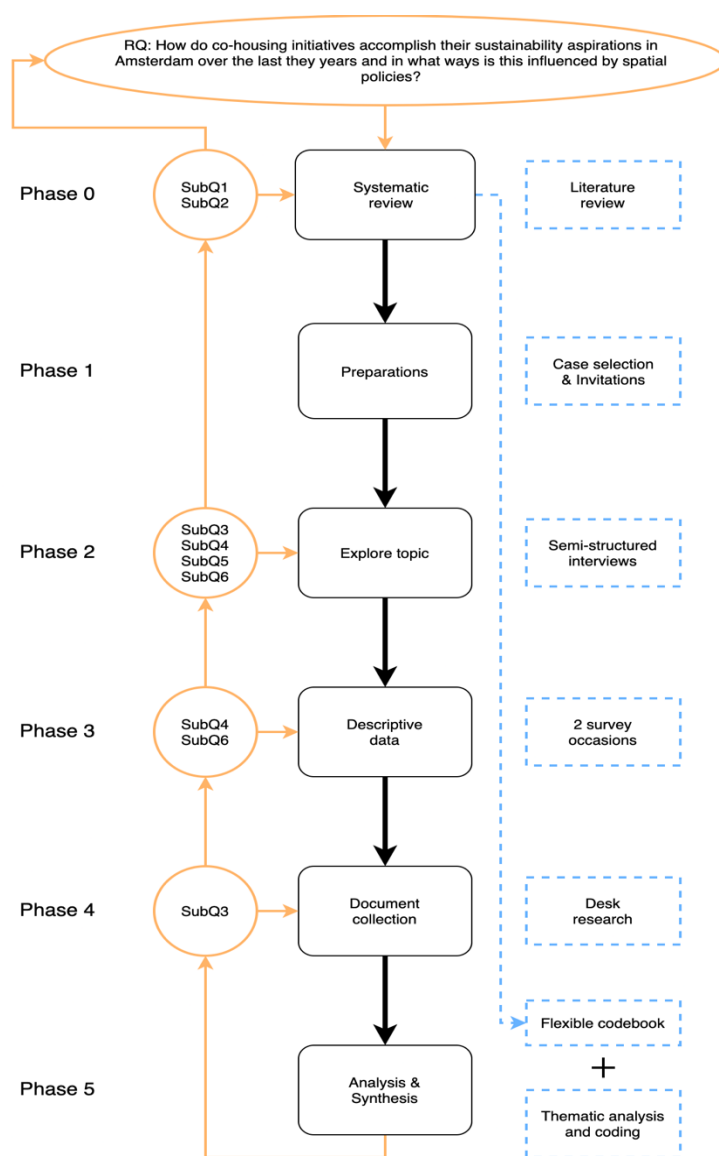 RQ: How do co-housing initiatives accomplish their sustainability aspirations in
Amsterdam over the last they years and in what ways is this influenced by spatial
policies?
Phase 0
SubQ1
SubQ2
Systematic
review
Literature
review
Phase 1
Preparations
Case selection
& Invitations
Phase 2
SubQ3
SubQ4
SubQ5
SubQ6
Explore topic
Semi-structured
interviews
Phase 3
SubQ4
SubQ6
Descriptive
data
2 survey
occasions
Phase 4
SubQ3
Document
collection
Desk
research
Flexible codebook
+
Phase 5
Analysis &
Synthesis
Thematic analysis
and coding